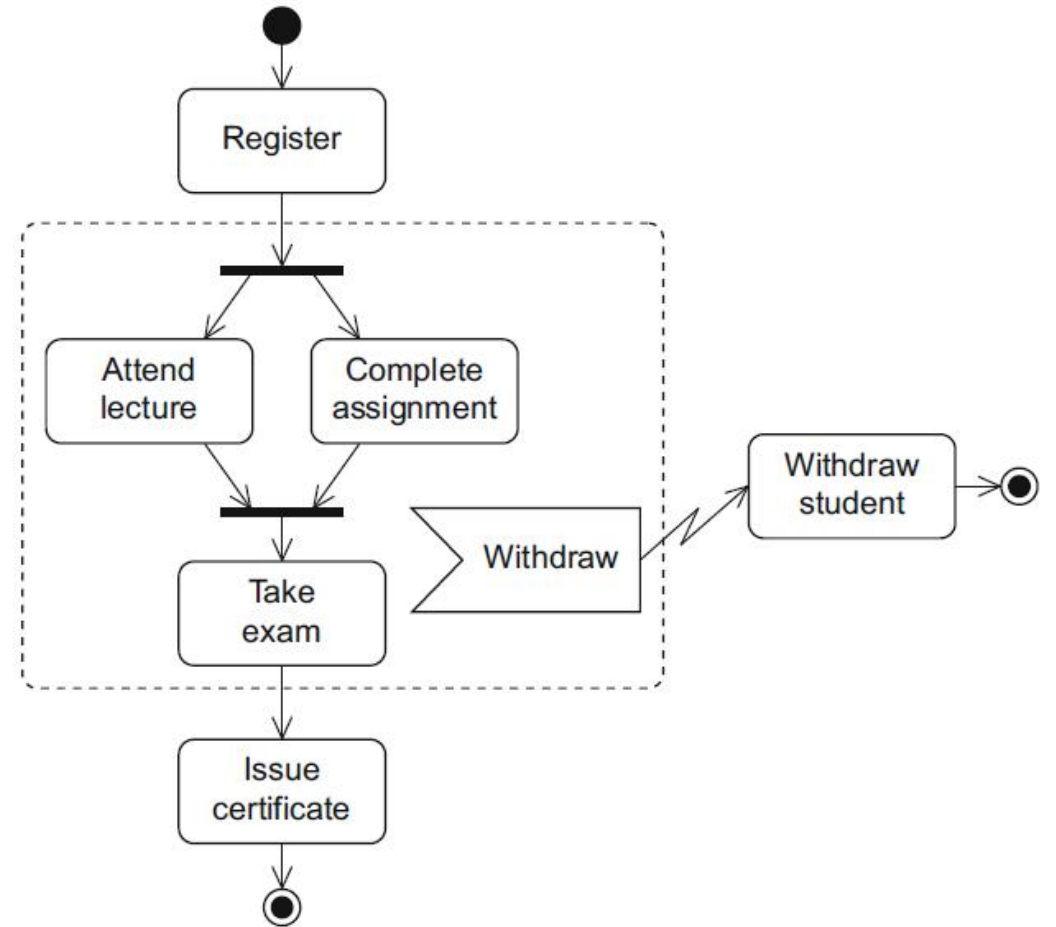 Register
Attend
lecture
Complete
assignment
Withdraw
student
Withdraw
Take
exam
Issue
certificate